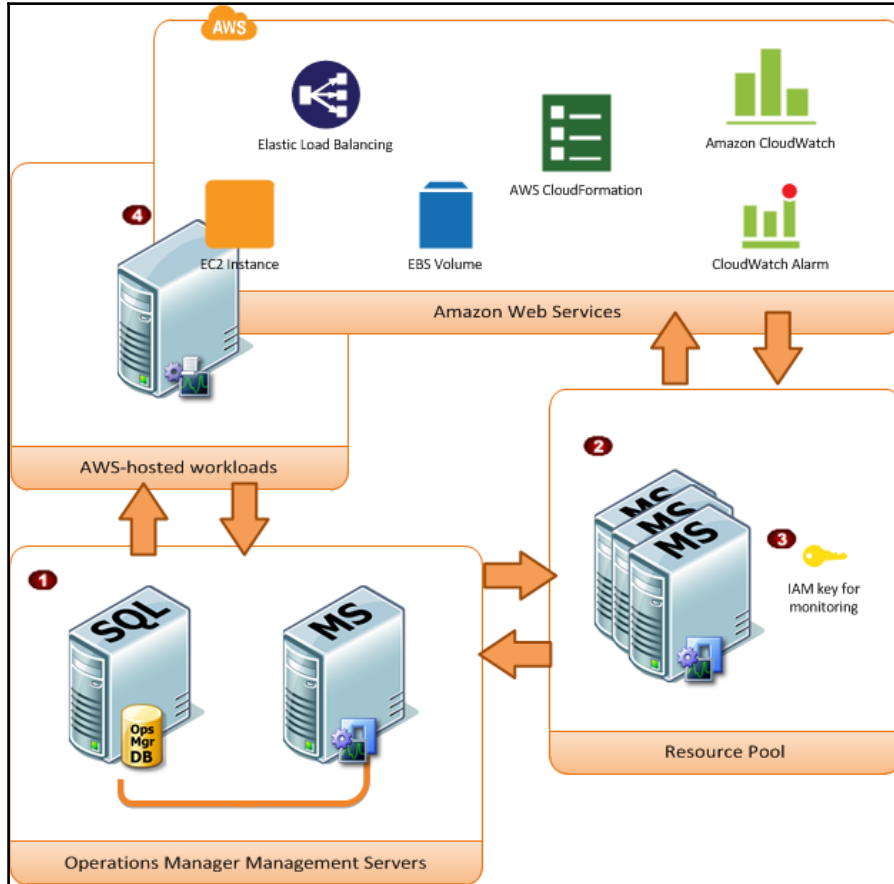 AWS
Elastic Load Balancing
AWS CloudFormation
Amazon CloudWatch
4
EC2 Instance
EBS Volume
CloudWatch Alarm
Amazon Web Services
AWS-hosted workloads
2
MS
MS
MS
3
IAM key for
monitoring
Resource Pool
1
SQL
Ops
Mgr
DB
MS
Operations Manager Management Servers